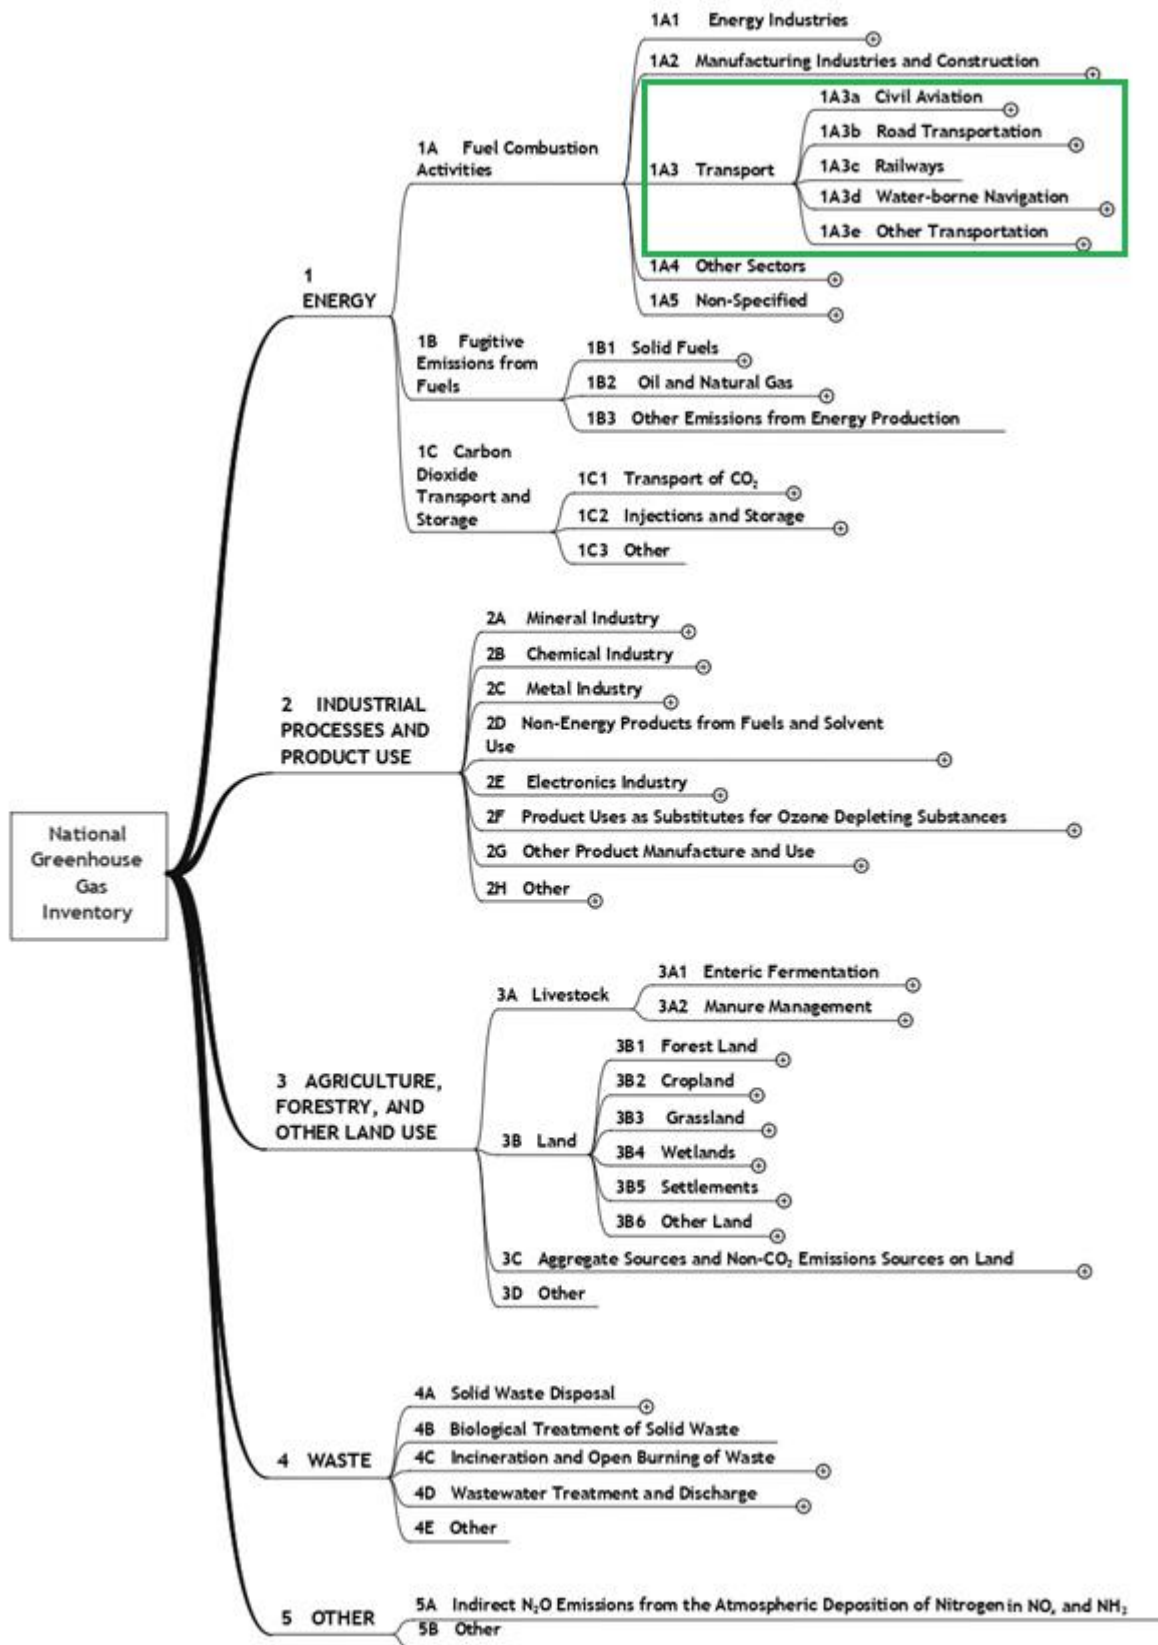 1A1 Energy Industries
1A2 Manufacturing Industries and Construction
1A3a Civil Aviation
1A3b Road Transportation
1A Fuel Combustion
Activities
1A3 Transport
1A3c Railways
1A3d Water-borne Navigation
1A3e Other Transportation
1A4 Other Sectors
1A5 Non-Specified
1
ENERGY
1B Fugitive
Emissions from
Fuels
1B1 Solid Fuels
1B2 Oil and Natural Gas
1B3 Other Emissions from Energy Production
1C Carbon
Dioxide
Transport and
Storage
1C1 Transport of CO₂
1C2 Injections and Storage
1C3 Other
2 INDUSTRIAL
PROCESSES AND
PRODUCT USE
2A Mineral Industry
2B Chemical Industry
2C Metal Industry
2D Non-Energy Products from Fuels and Solvent
Use
2E Electronics Industry
2F Product Uses as Substitutes for Ozone Depleting Substances
2G Other Product Manufacture and Use
2H Other
National
Greenhouse
Gas
Inventory
3 AGRICULTURE,
FORESTRY, AND
OTHER LAND USE
3A Livestock
3A1 Enteric Fermentation
3A2 Manure Management
3B Land
3B1 Forest Land
3B2 Cropland
3B3 Grassland
3B4 Wetlands
3B5 Settlements
3B6 Other Land
3C Aggregate Sources and Non-CO₂ Emissions Sources on Land
3D Other
4 WASTE
4A Solid Waste Disposal
4B Biological Treatment of Solid Waste
4C Incineration and Open Burning of Waste
4D Wastewater Treatment and Discharge
4E Other
5 OTHER
5A Indirect N₂O Emissions from the Atmospheric Deposition of Nitrogen in NOₓ and NH₃
5B Other